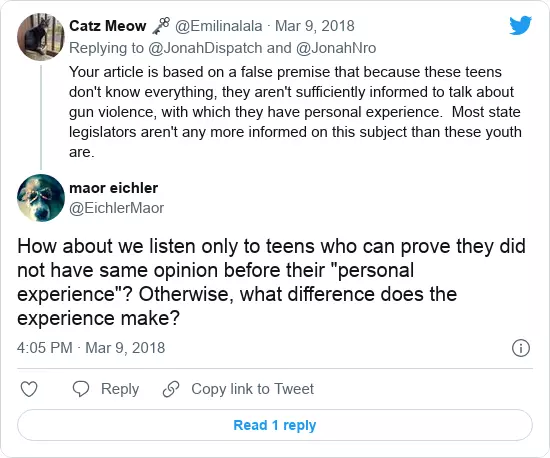 Catz Meow 🗝 @Emilinalala · Mar 9, 2018
Replying to @JonahDispatch and @JonahNro
Your article is based on a false premise that because these teens
don't know everything, they aren't sufficiently informed to talk about
gun violence, with which they have personal experience. Most state
legislators aren't any more informed on this subject than these youth
are.
maor eichler
@EichlerMaor
How about we listen only to teens who can prove they did
not have same opinion before their "personal
experience"? Otherwise, what difference does the
experience make?
4:05 PM · Mar 9, 2018
Reply
Copy link to Tweet
Read 1 reply